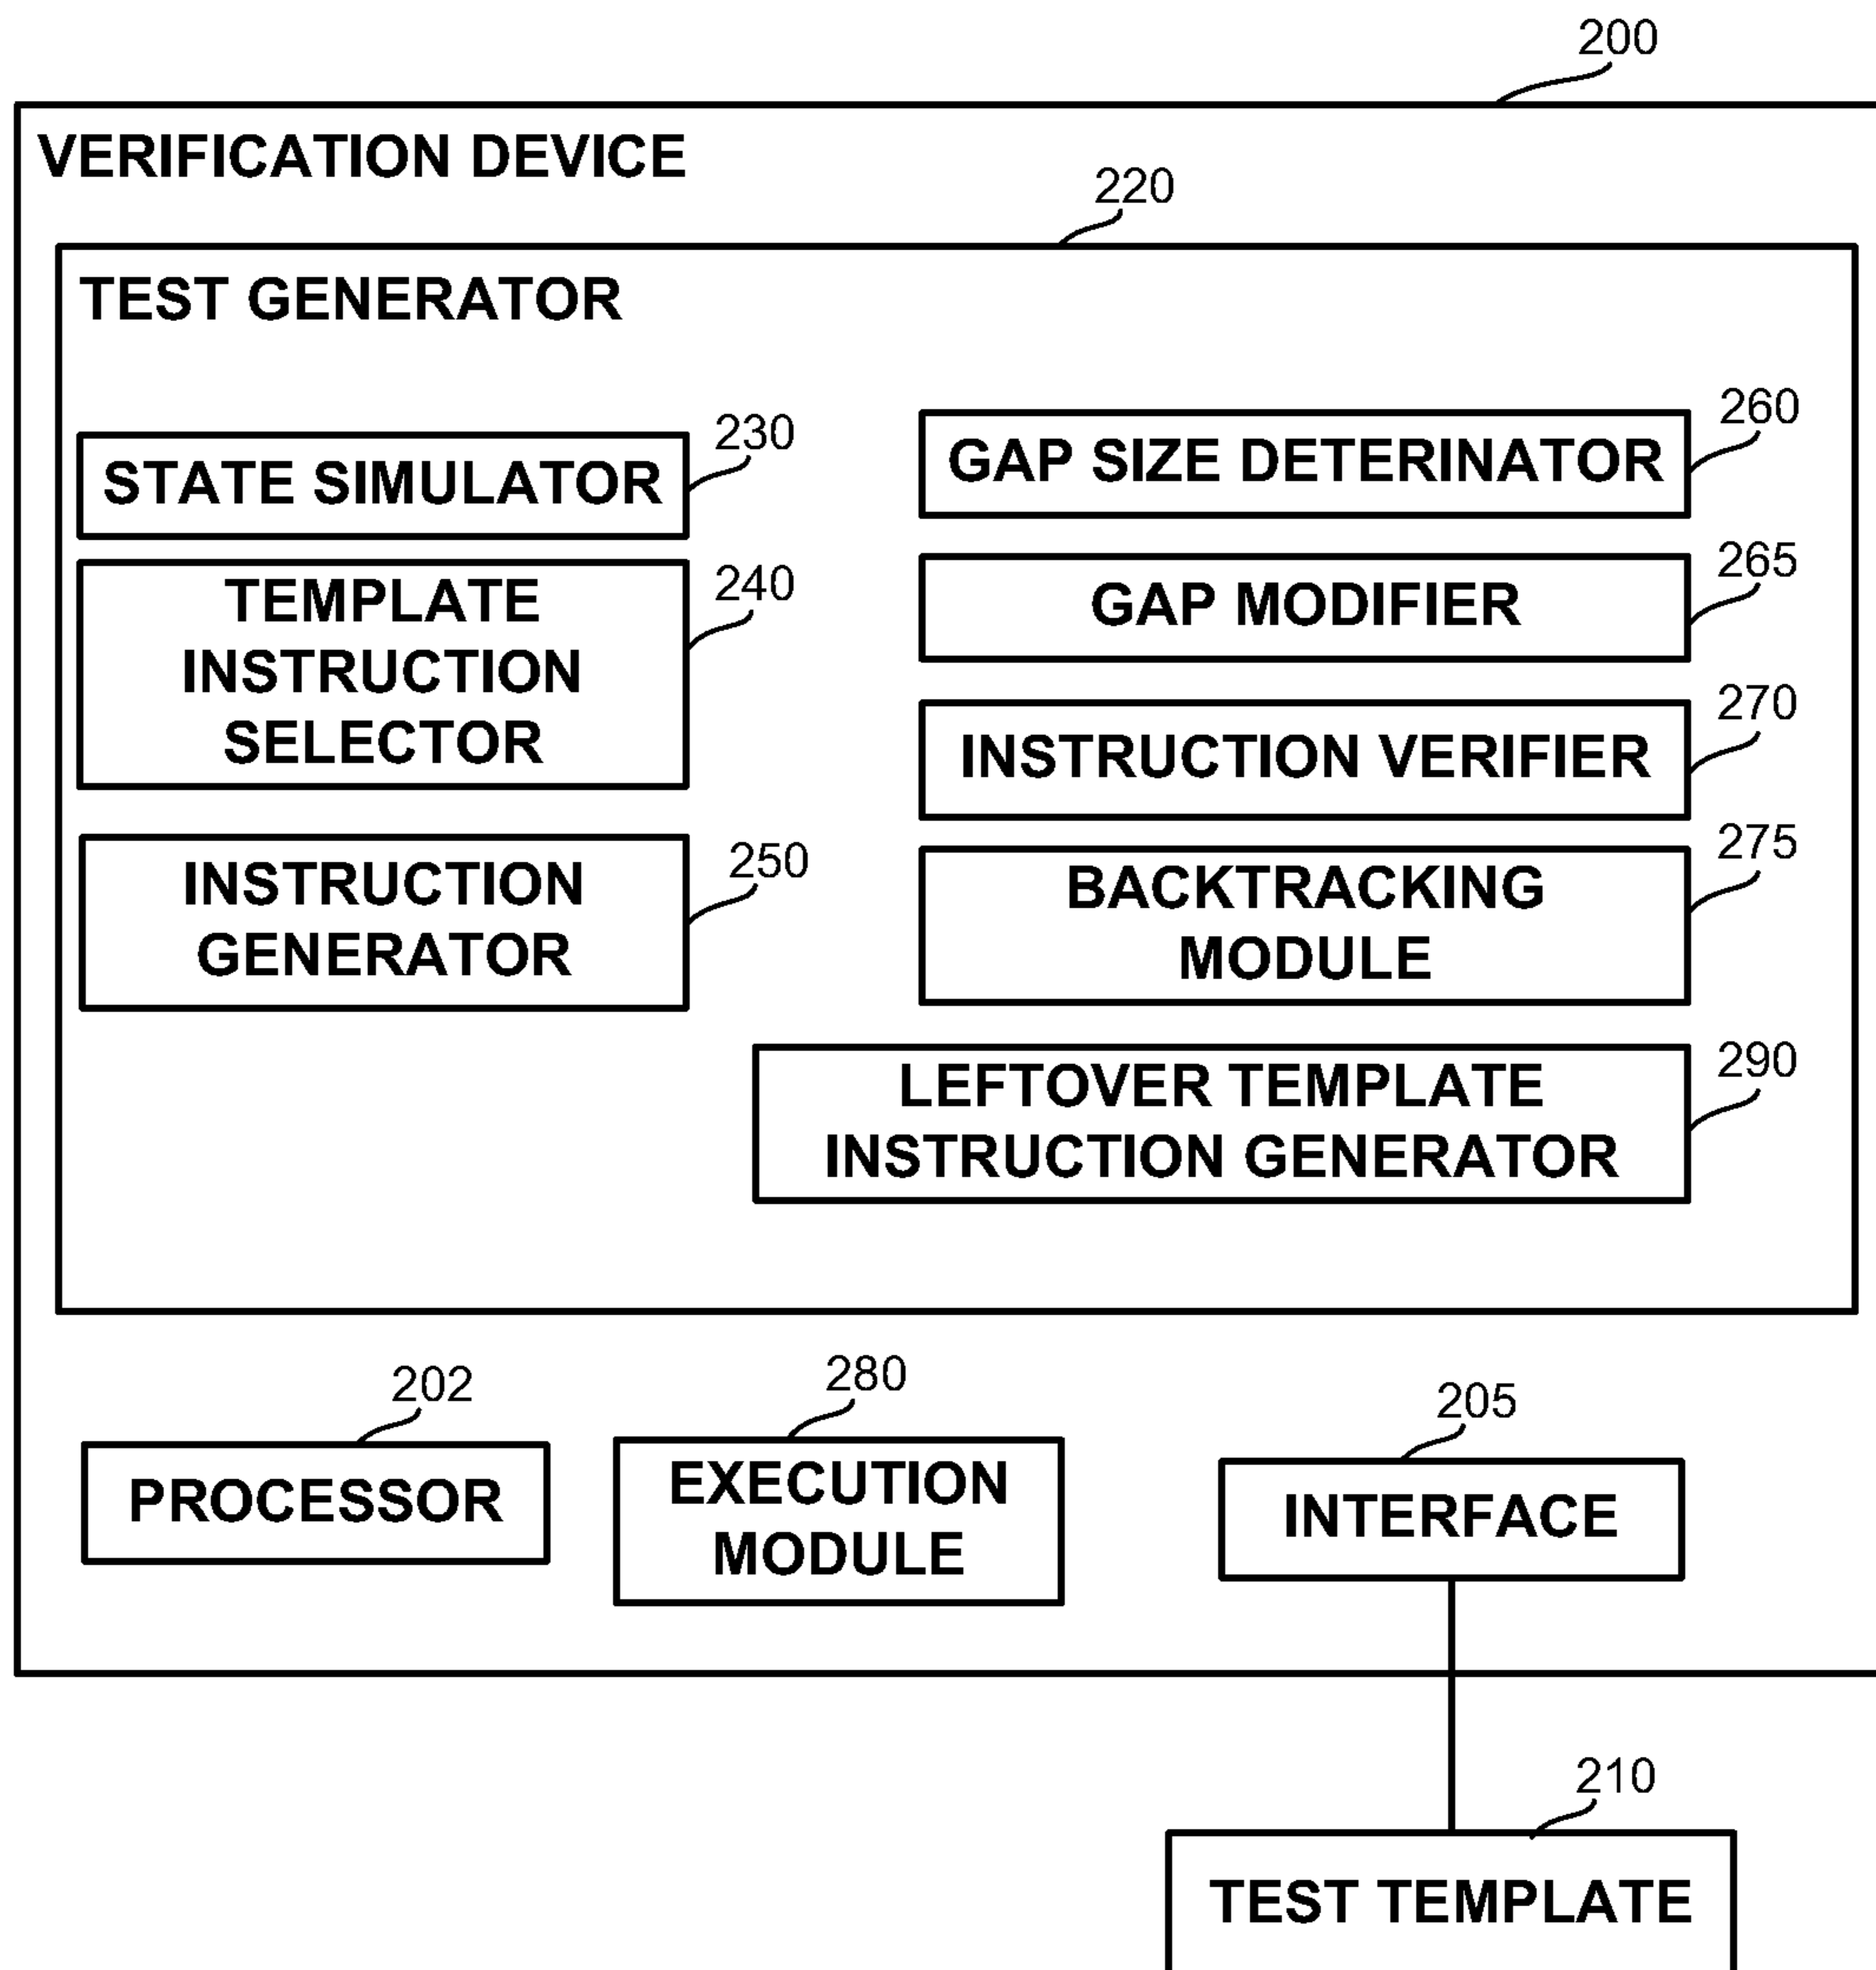 200
VERIFICATION DEVICE
220
TEST GENERATOR
230
STATE SIMULATOR
240
TEMPLATE
INSTRUCTION
SELECTOR
250
INSTRUCTION
GENERATOR
260
GAP SIZE DETERINATOR
265
GAP MODIFIER
270
INSTRUCTION VERIFIER
275
BACKTRACKING
MODULE
290
LEFTOVER TEMPLATE
INSTRUCTION GENERATOR
202
PROCESSOR
280
EXECUTION
MODULE
205
INTERFACE
210
TEST TEMPLATE